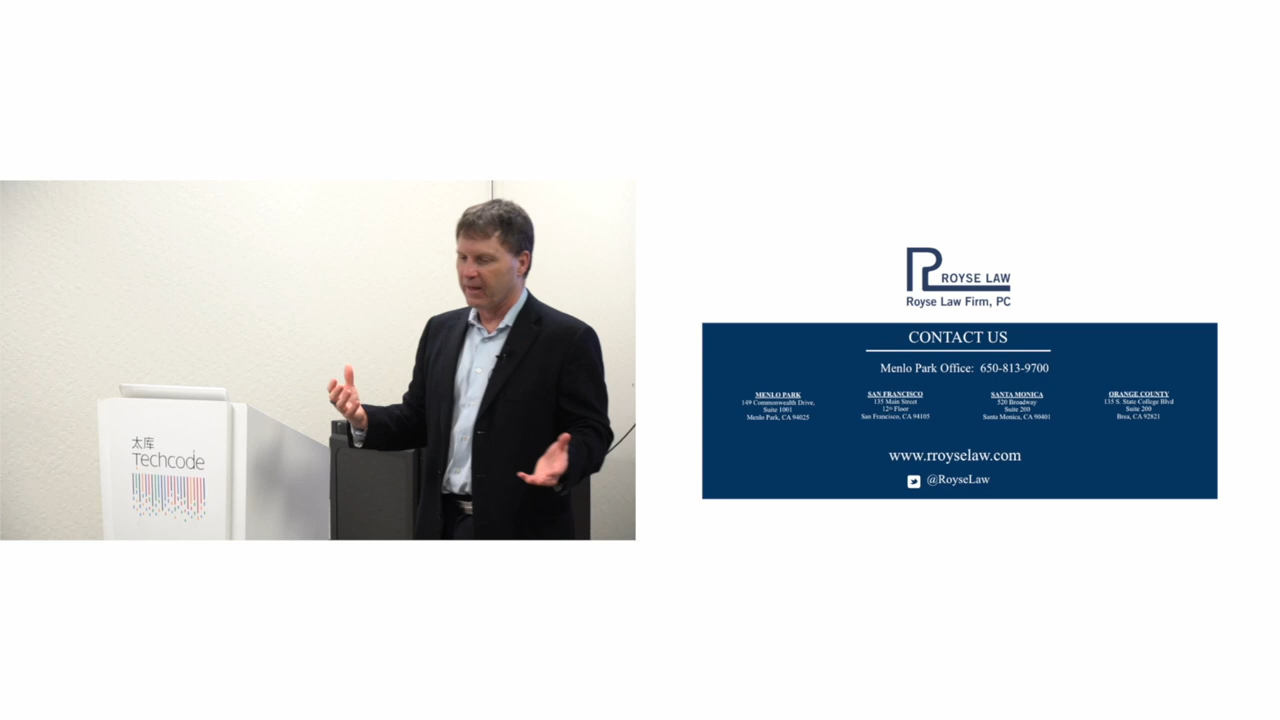 太库
Techcode
ROYSE LAW
Royse Law Firm, PC
CONTACT US
Menlo Park Office: 650-813-9700
MENLO PARK
149 Commonwealth Drive,
Suite 1001
Menlo Park, CA 94025
SAN FRANCISCO
135 Main Street
12th Floor
San Francisco, CA 94105
SANTA MONICA
520 Broadway
Suite 200
Santa Monica, CA 90401
ORANGE COUNTY
135 S. State College Blvd
Suite 200
Brea, CA 92821
www.rroyselaw.com
@RoyseLaw